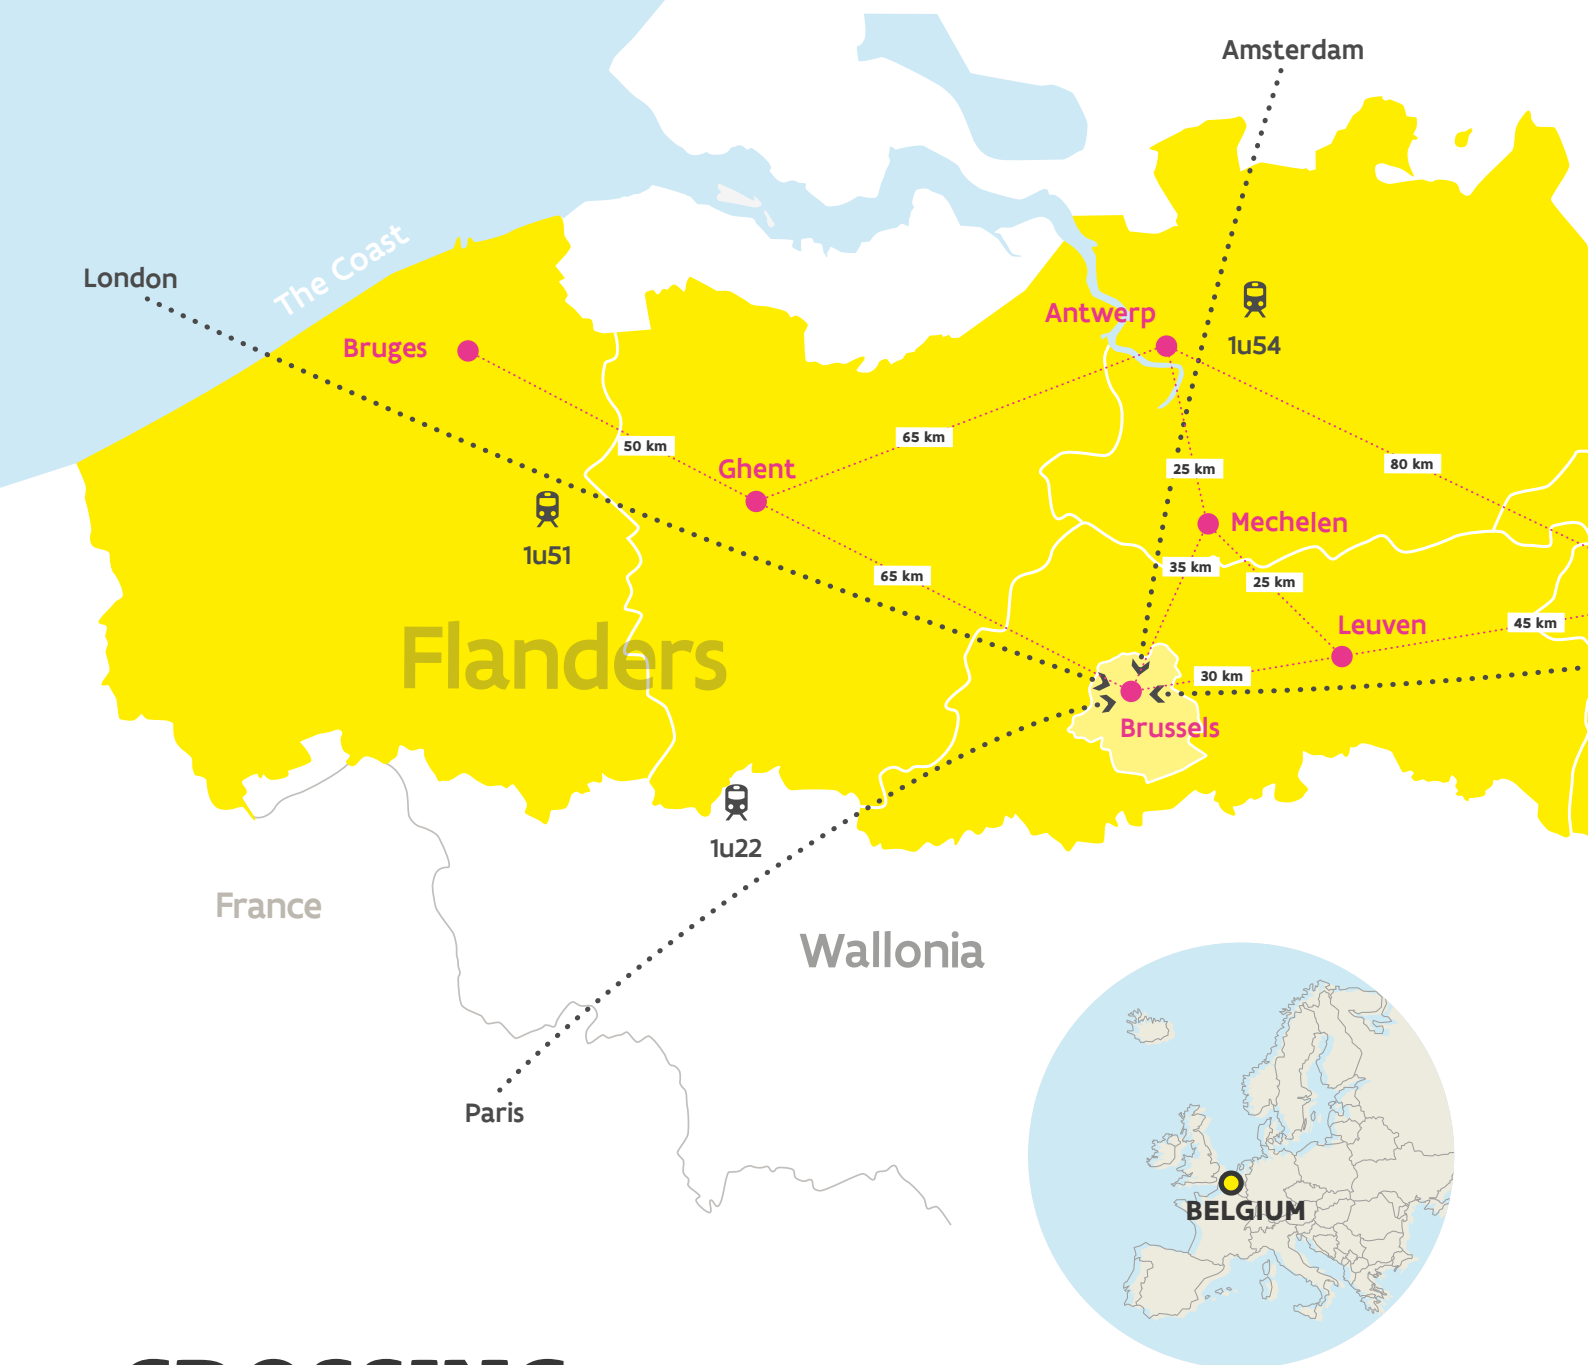 Amsterdam
The Coast
London
Antwerp
1u54
Bruges
50 km
65 km
80 km
Ghent
25 km
Mechelen
1u51
35 km
65 km
25 km
Leuven
45 km
Flanders
30 km
Brussels
1u22
France
Wallonia
Paris
BELGIUM
CROSSING